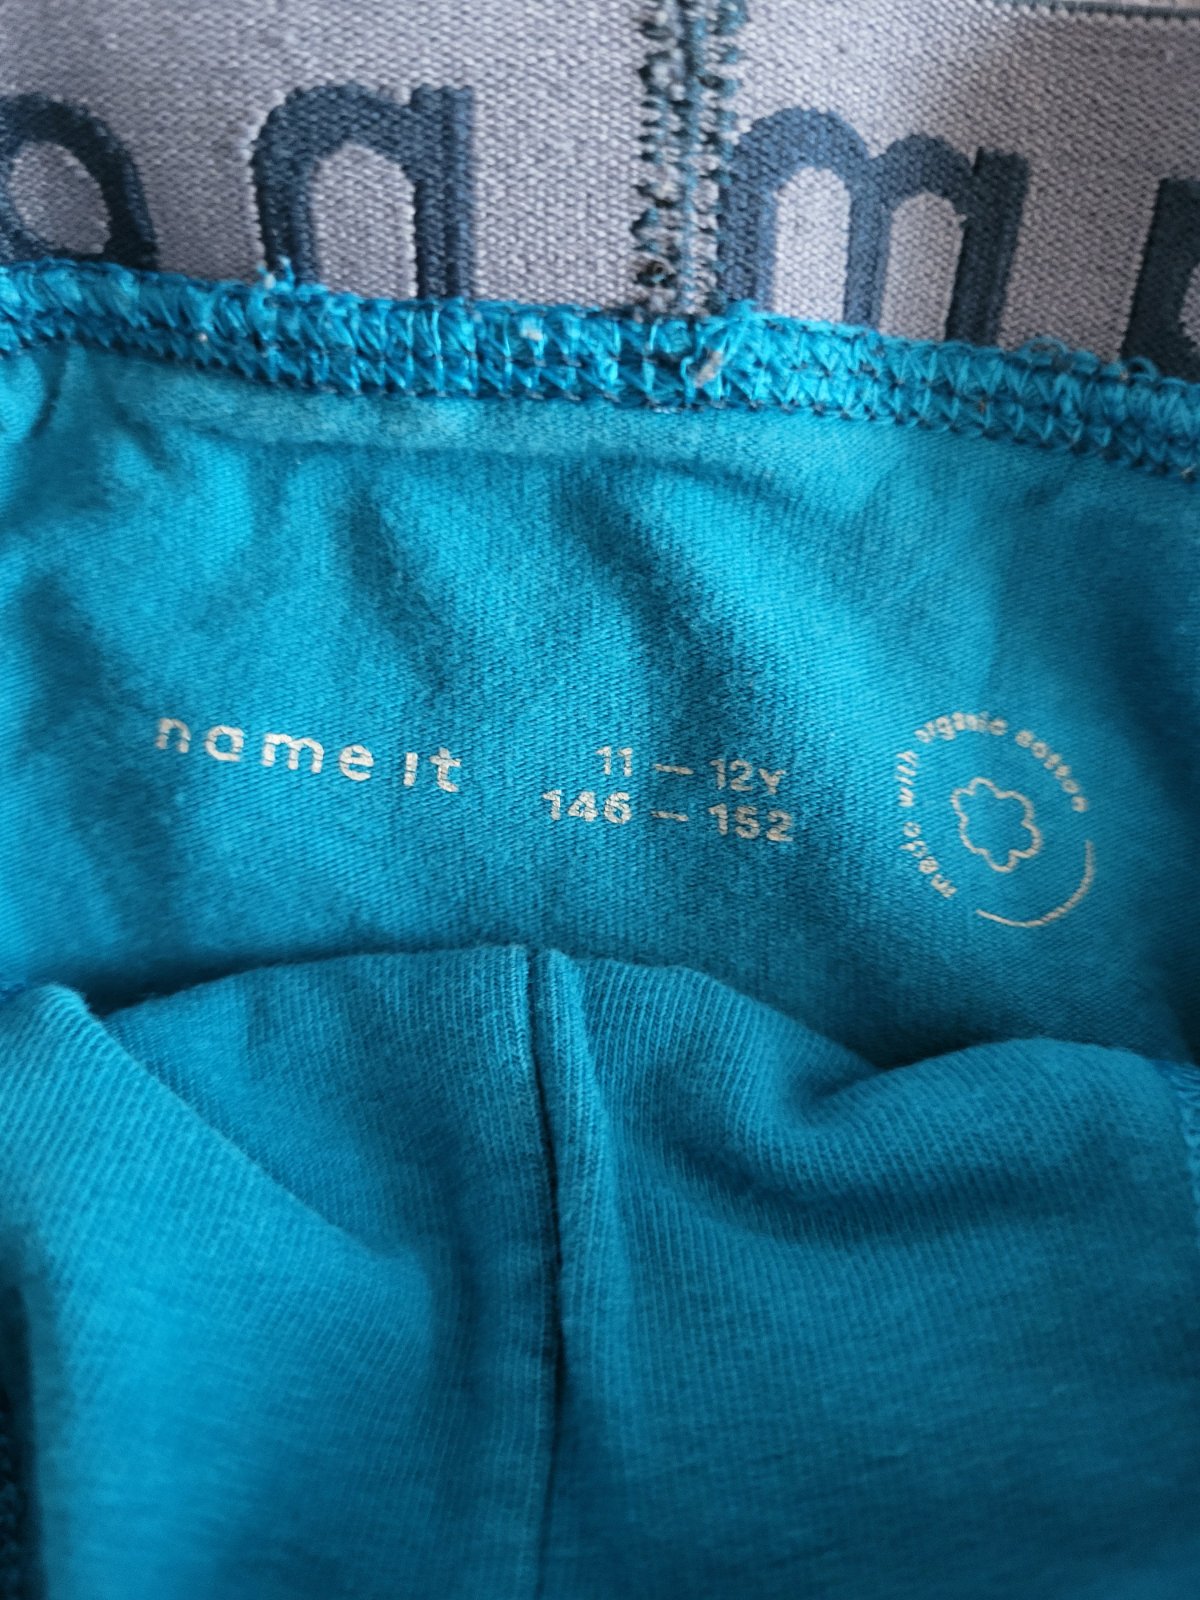 name it
11 — 12Y
146 — 152
made with organic cotton